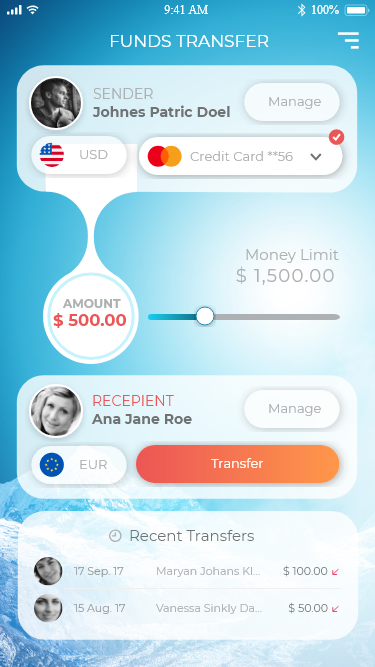 9:41 AM 100%
FUNDS TRANSFER
SENDER
Johnes Patric Doel
Manage
USD
Credit Card **56
Money Limit
$ 1,500.00
AMOUNT
$ 500.00
RECEPIENT
Ana Jane Roe
Manage
EUR
Transfer
Recent Transfers
17 Sep. 17 Maryan Johans Kl... $ 100.00
15 Aug. 17 Vanessa Sinkly Da... $ 50.00